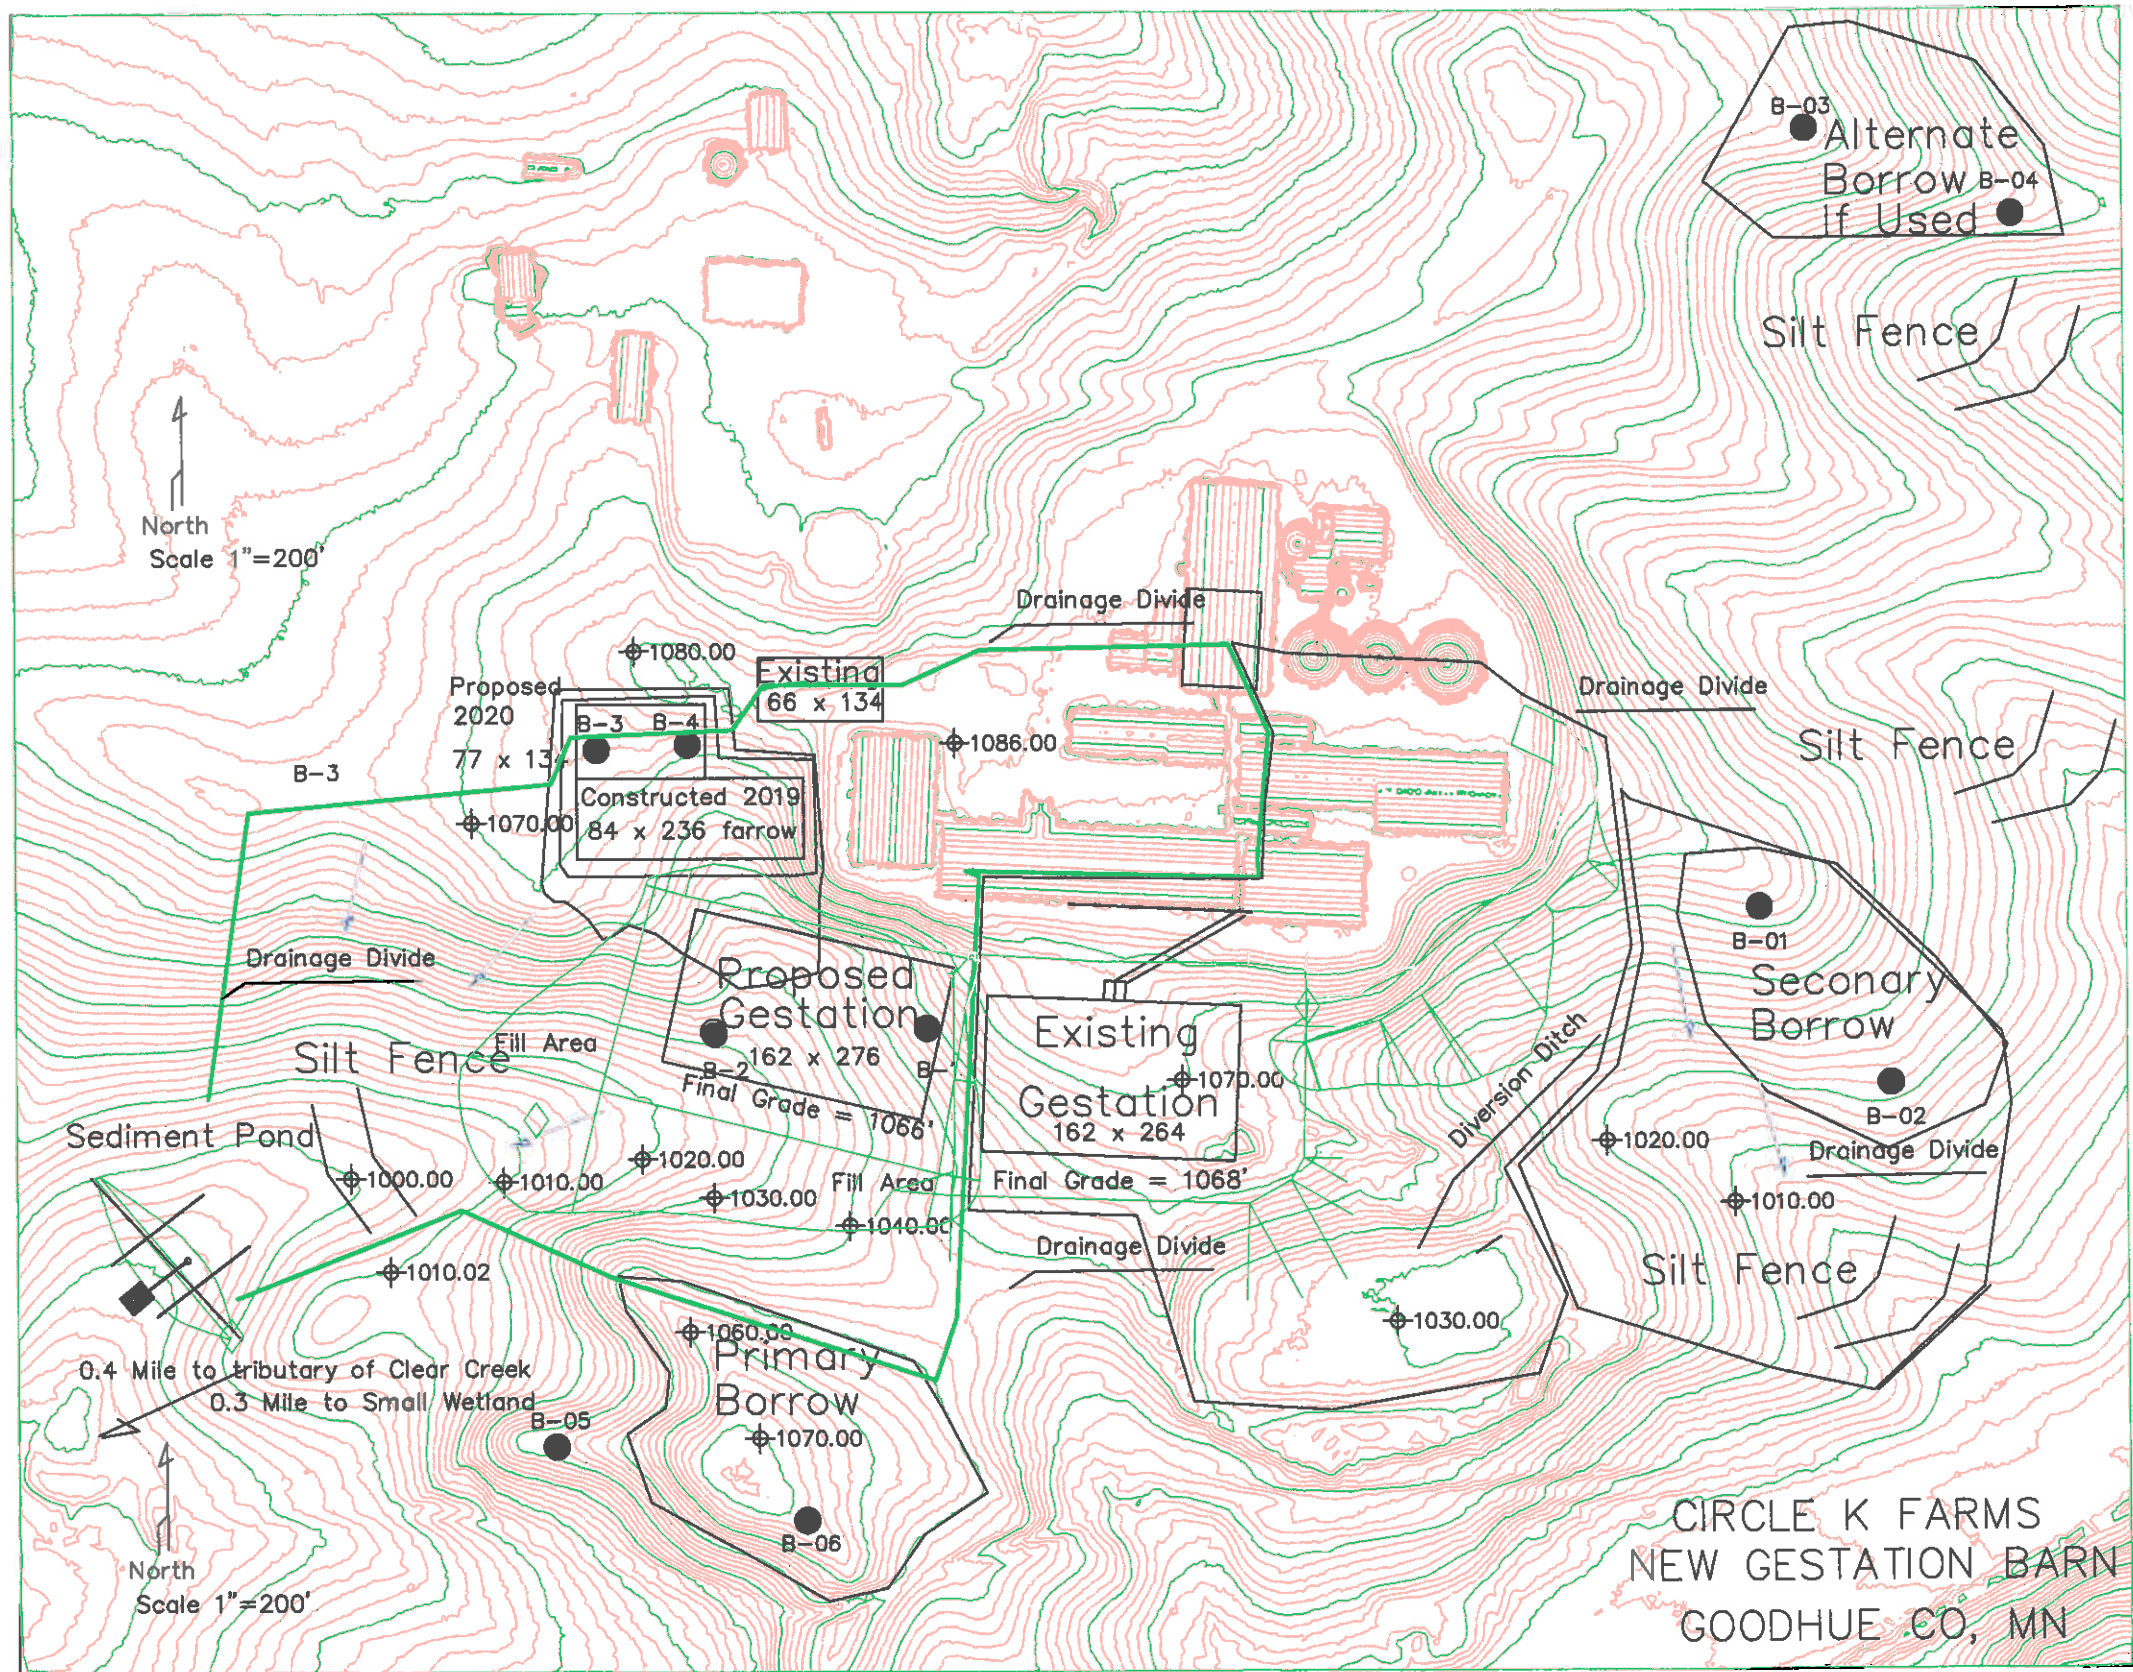 B-03
Alternate
Borrow B-04
If Used
Silt Fence
North
Scale 1"=200'
Drainage Divide
1080.00
Existing
66 x 134
Proposed
2020
77 x
B-3 B-4
Drainage Divide
1086.00
Silt Fence
B-3
Constructed 2019
84 x 236 farrow
1070.00
B-01
Seconary
Borrow
Drainage Divide
Proposed
Gestation
162 x 276
B-2
Final Grade = 1066'
Fill Area
Silt Fence
Existing
1070.00
Gestation
162 x 264
Final Grade = 1068'
Diversion Ditch
B-02
Drainage Divide
1020.00
1010.00
Sediment Pond
1000.00
1010.00
1020.00
1030.00
Fill Area
1040.00
Drainage Divide
Silt Fence
1010.02
1030.00
1060.00
Primary
Borrow
1070.00
0.4 Mile to tributary of Clear Creek
0.3 Mile to Small Wetland
B-05
B-06
North
Scale 1"=200'
CIRCLE K FARMS
NEW GESTATION BARN
GOODHUE CO, MN